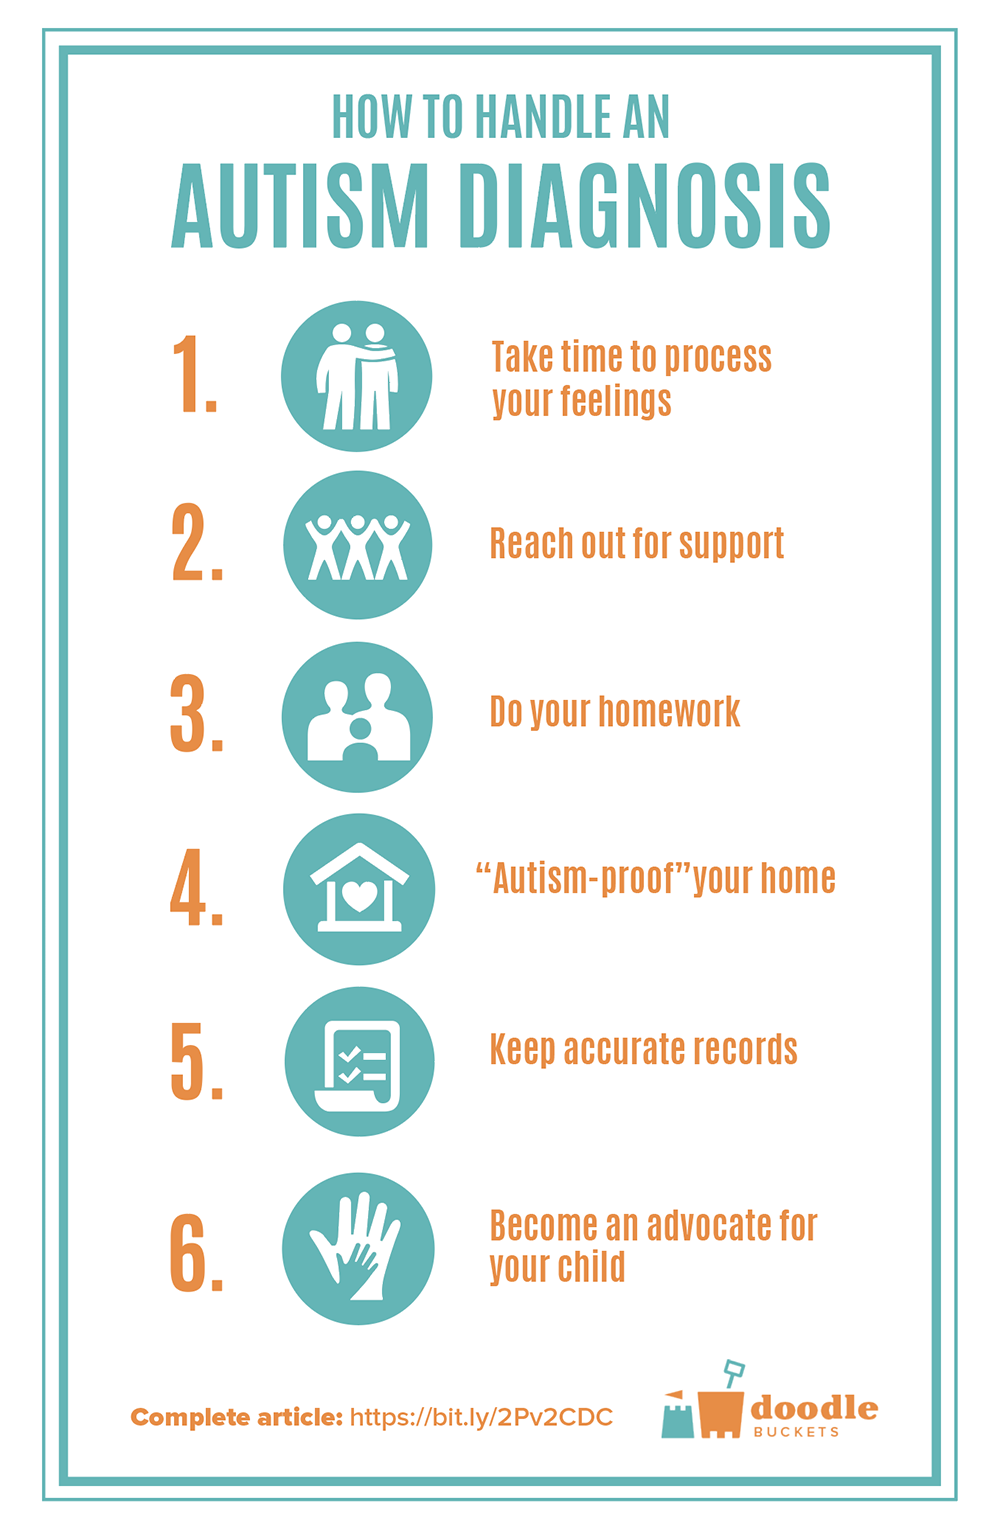 HOW TO HANDLE AN
AUTISM DIAGNOSIS
1.
Take time to process
your feelings
2.
Reach out for support
3.
Do your homework
4.
“Autism-proof”your home
5.
Keep accurate records
6.
Become an advocate for
your child
Complete article: https://bit.ly/2Pv2CDC
doodle
BUCKETS